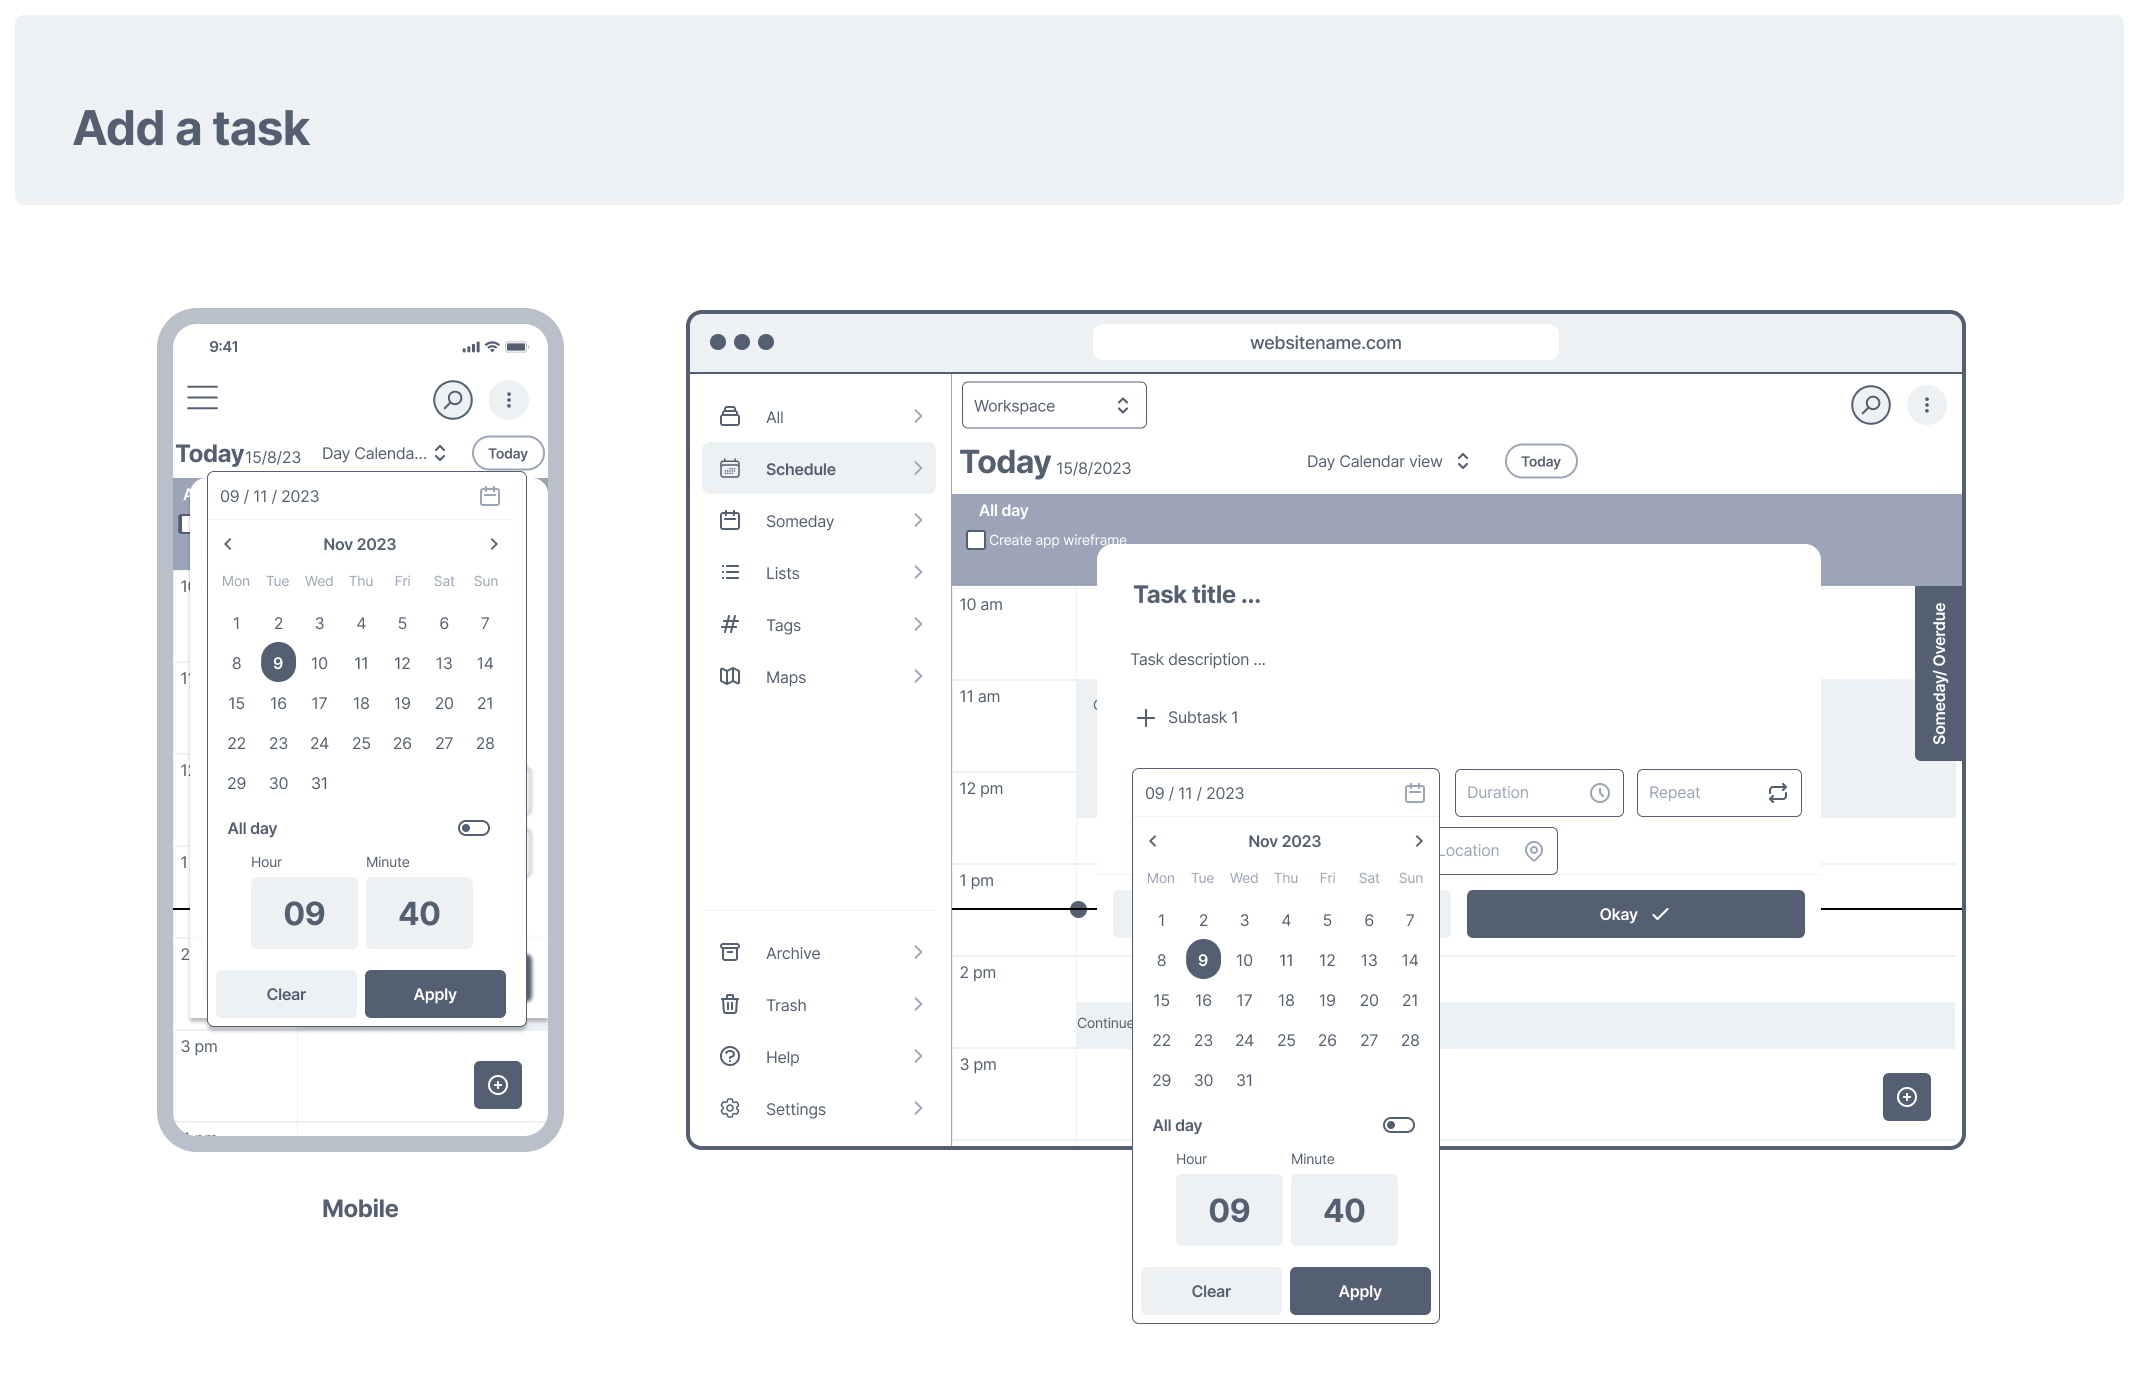 Add a task
9:41
Today 15/8/23 Day Calenda... Today
09 / 11 / 2023
Nov 2023
Mon Tue Wed Thu Fri Sat Sun
1 2 3 4 5 6 7
8 9 10 11 12 13 14
15 16 17 18 19 20 21
22 23 24 25 26 27 28
29 30 31
All day
Hour Minute
09 40
Clear Apply
3 pm
Mobile
websitename.com
All
Schedule
Someday
Lists
Tags
Maps
Archive
Trash
Help
Settings
Workspace
Today 15/8/2023 Day Calendar view Today
All day
Create app wireframe
10 am
11 am
12 pm
1 pm
2 pm
3 pm
Continue
Someday/ Overdue
Task title ...
Task description ...
Subtask 1
09 / 11 / 2023 Duration Repeat
Location
Okay
Nov 2023
Mon Tue Wed Thu Fri Sat Sun
1 2 3 4 5 6 7
8 9 10 11 12 13 14
15 16 17 18 19 20 21
22 23 24 25 26 27 28
29 30 31
All day
Hour Minute
09 40
Clear Apply